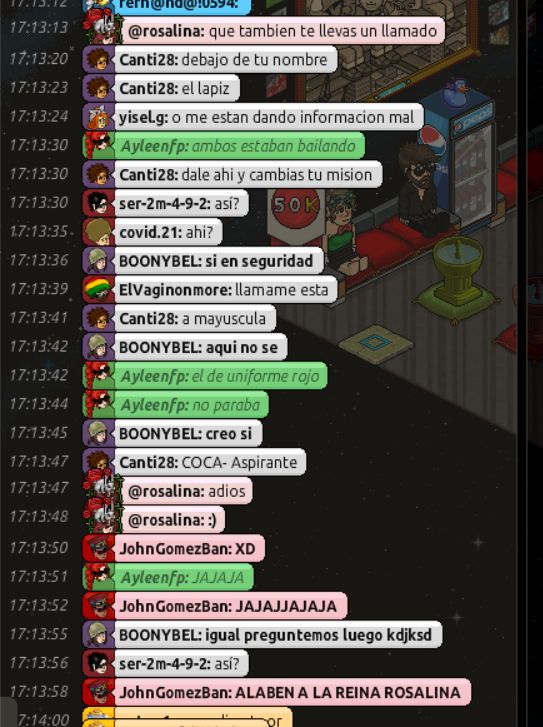 17:13:12 fern@nd@!0594:
17:13:13 @rosalina: que tambien te llevas un llamado
17:13:20 Canti28: debajo de tu nombre
17:13:23 Canti28: el lapiz
17:13:24 yiselg: o me estan dando informacion mal
17:13:30 Ayleenfp: ambos estaban bailando
17:13:30 Canti28: dale ahi y cambias tu mision
17:13:30 ser-2m-4-9-2: así?
17:13:35 covid.21: ahi?
17:13:36 BOONYBEL: si en seguridad
17:13:39 ElVaginonmore: llamame esta
17:13:41 Canti28: a mayuscula
17:13:42 BOONYBEL: aqui no se
17:13:42 Ayleenfp: el de uniforme rojo
17:13:44 Ayleenfp: no paraba
17:13:45 BOONYBEL: creo si
17:13:47 Canti28: COCA- Aspirante
17:13:47 @rosalina: adios
17:13:48 @rosalina: :)
17:13:50 JohnGomezBan: XD
17:13:51 Ayleenfp: JAJAJA
17:13:52 JohnGomezBan: JAJAJJAJAJA
17:13:55 BOONYBEL: igual preguntemos luego kdjksd
17:13:56 ser-2m-4-9-2: así?
17:13:58 JohnGomezBan: ALABEN A LA REINA ROSALINA
17:14:00
50K
pepsi